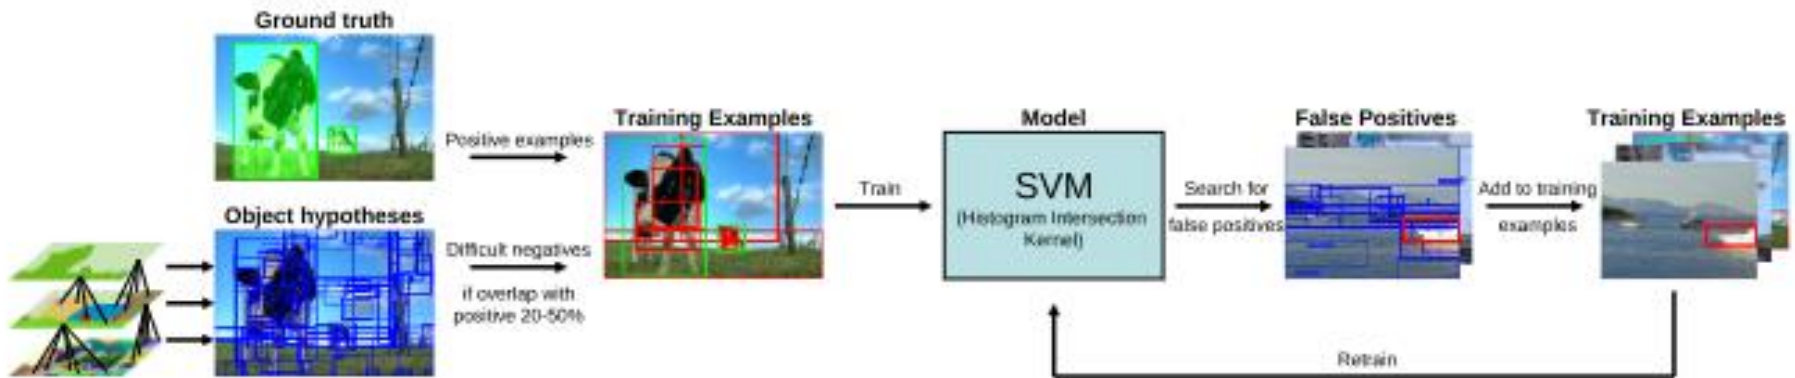 Ground truth
Positive examples
Object hypotheses
Difficult negatives
if overlap with
positive 20-50%
Training Examples
Train
Model
SVM
(Histogram Intersection
Kernel)
Search for
false positives
False Positives
Add to training
examples
Training Examples
Retrain